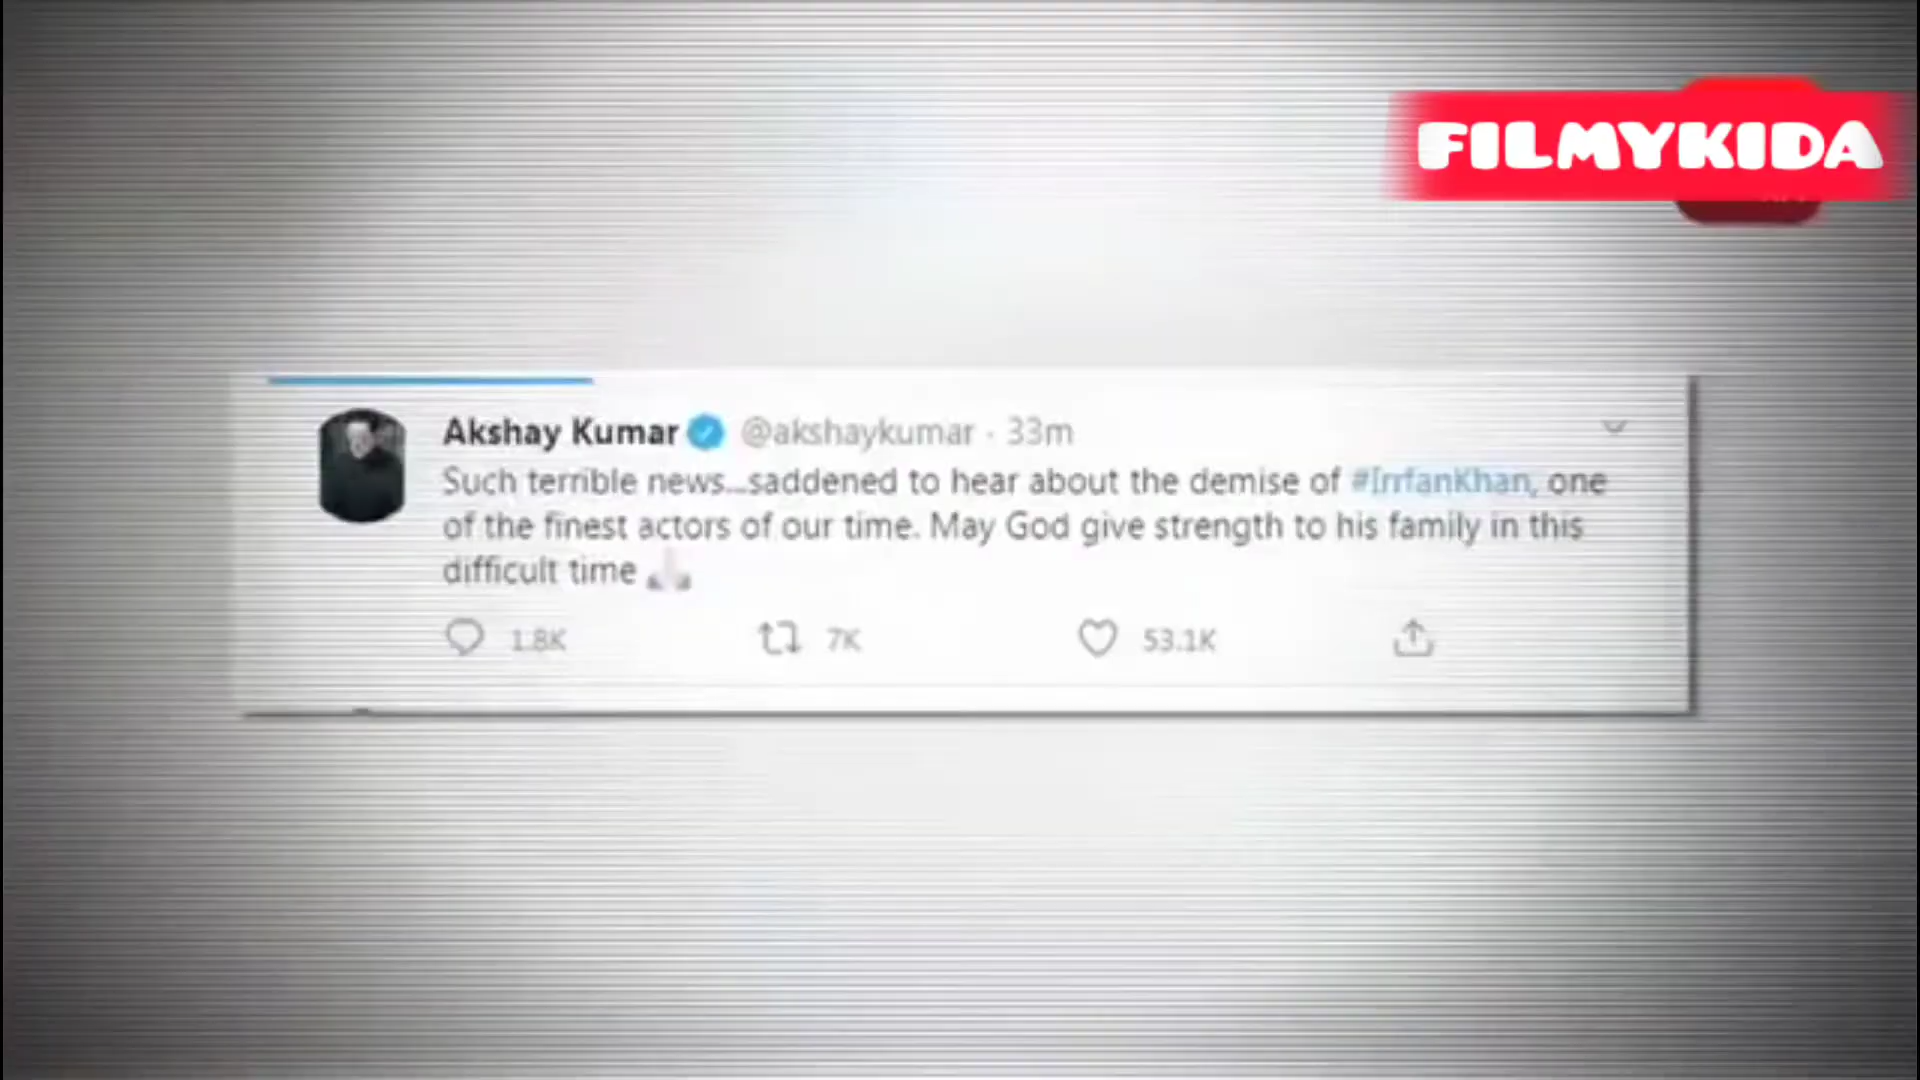 FILMYKIDA
Akshay Kumar @akshaykumar · 33m
Such terrible news...saddened to hear about the demise of #IrrfanKhan, one
of the finest actors of our time. May God give strength to his family in this
difficult time 🙏
1.8K 7K 53.1K